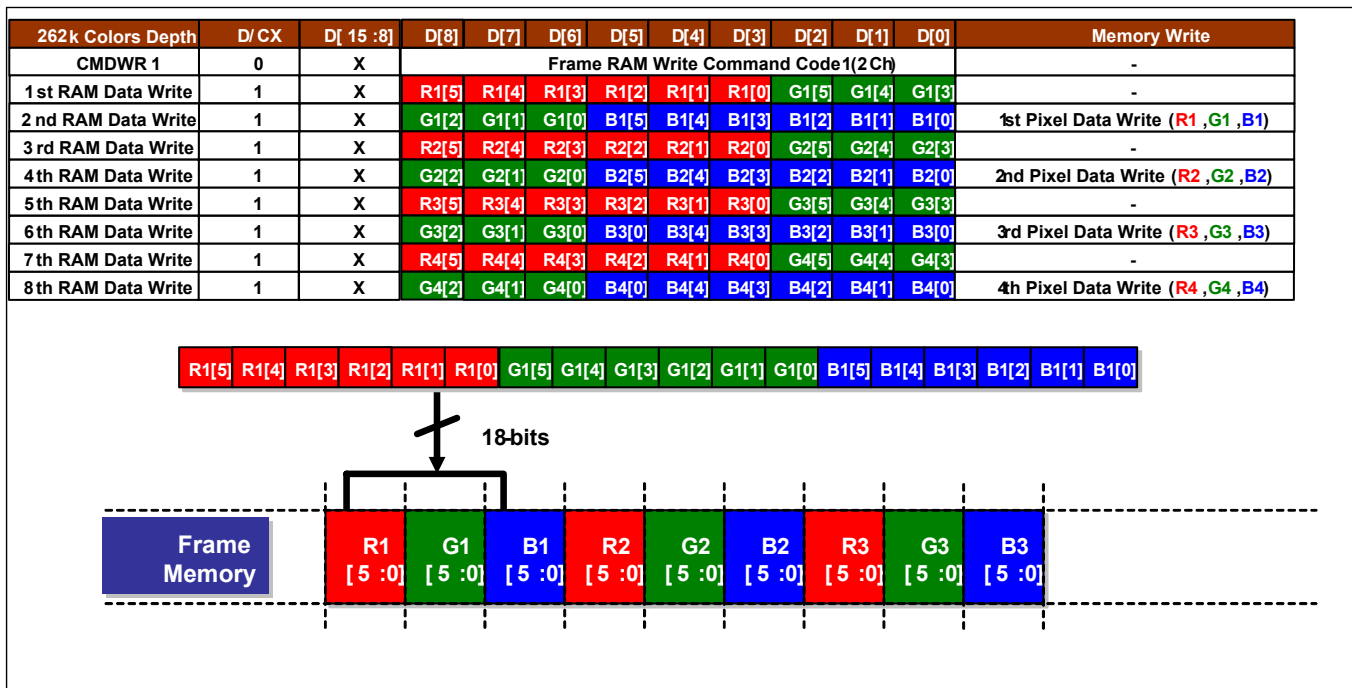 262k Colors Depth D/ CX D[ 15 :8] D[8] D[7] D[6] D[5] D[4] D[3] D[2] D[1] D[0] Memory Write
CMDWR 1 0 X Frame RAM Write Command Code1(2Ch) -
1st RAM Data Write 1 X R1[5] R1[4] R1[3] R1[2] R1[1] R1[0] G1[5] G1[4] G1[3] -
2 nd RAM Data Write 1 X G1[2] G1[1] G1[0] B1[5] B1[4] B1[3] B1[2] B1[1] B1[0] 1st Pixel Data Write (R1 ,G1 ,B1)
3 rd RAM Data Write 1 X R2[5] R2[4] R2[3] R2[2] R2[1] R2[0] G2[5] G2[4] G2[3] -
4th RAM Data Write 1 X G2[2] G2[1] G2[0] B2[5] B2[4] B2[3] B2[2] B2[1] B2[0] 2nd Pixel Data Write (R2 ,G2 ,B2)
5th RAM Data Write 1 X R3[5] R3[4] R3[3] R3[2] R3[1] R3[0] G3[5] G3[4] G3[3] -
6th RAM Data Write 1 X G3[2] G3[1] G3[0] B3[0] B3[4] B3[3] B3[2] B3[1] B3[0] 3rd Pixel Data Write (R3 ,G3 ,B3)
7th RAM Data Write 1 X R4[5] R4[4] R4[3] R4[2] R4[1] R4[0] G4[5] G4[4] G4[3] -
8th RAM Data Write 1 X G4[2] G4[1] G4[0] B4[0] B4[4] B4[3] B4[2] B4[1] B4[0] 4th Pixel Data Write (R4 ,G4 ,B4)
R1[5] R1[4] R1[3] R1[2] R1[1] R1[0] G1[5] G1[4] G1[3] G1[2] G1[1] G1[0] B1[5] B1[4] B1[3] B1[2] B1[1] B1[0]
18-bits
Frame
Memory
R1 G1 B1 R2 G2 B2 R3 G3 B3
[ 5 :0] [ 5 :0] [ 5 :0] [ 5 :0] [ 5 :0] [ 5 :0] [ 5 :0] [ 5 :0] [ 5 :0]